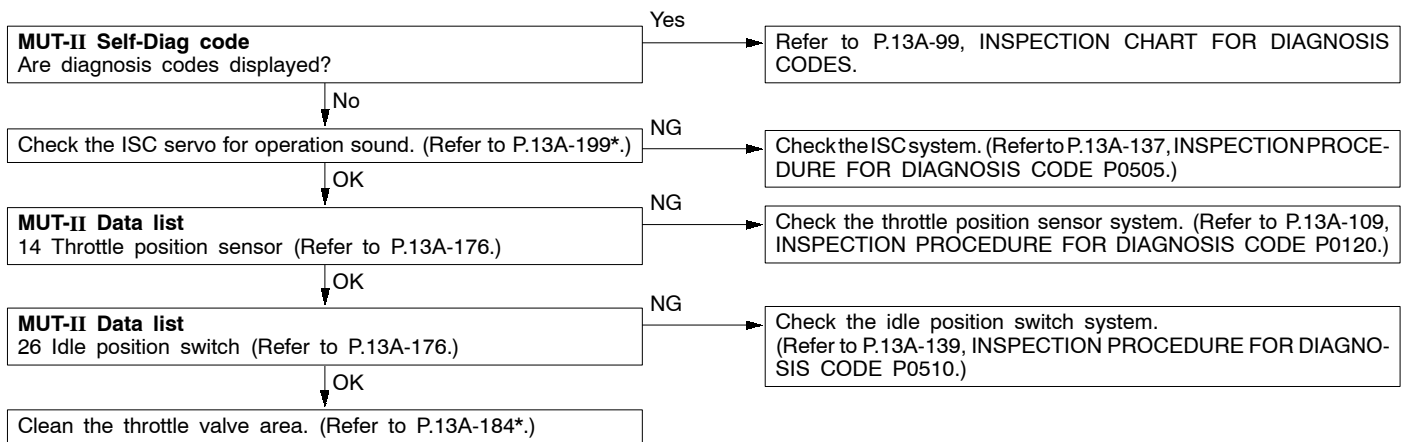 MUT-II Self-Diag code
Are diagnosis codes displayed?
Yes
Refer to P.13A-99, INSPECTION CHART FOR DIAGNOSIS
CODES.
No
Check the ISC servo for operation sound. (Refer to P.13A-199*.)
NG
Check the ISC system. (Refer to P.13A-137, INSPECTION PROCE-
DURE FOR DIAGNOSIS CODE P0505.)
OK
MUT-II Data list
14 Throttle position sensor (Refer to P.13A-176.)
NG
Check the throttle position sensor system. (Refer to P.13A-109,
INSPECTION PROCEDURE FOR DIAGNOSIS CODE P0120.)
OK
MUT-II Data list
26 Idle position switch (Refer to P.13A-176.)
NG
Check the idle position switch system.
(Refer to P.13A-139, INSPECTION PROCEDURE FOR DIAGNO-
SIS CODE P0510.)
OK
Clean the throttle valve area. (Refer to P.13A-184*.)